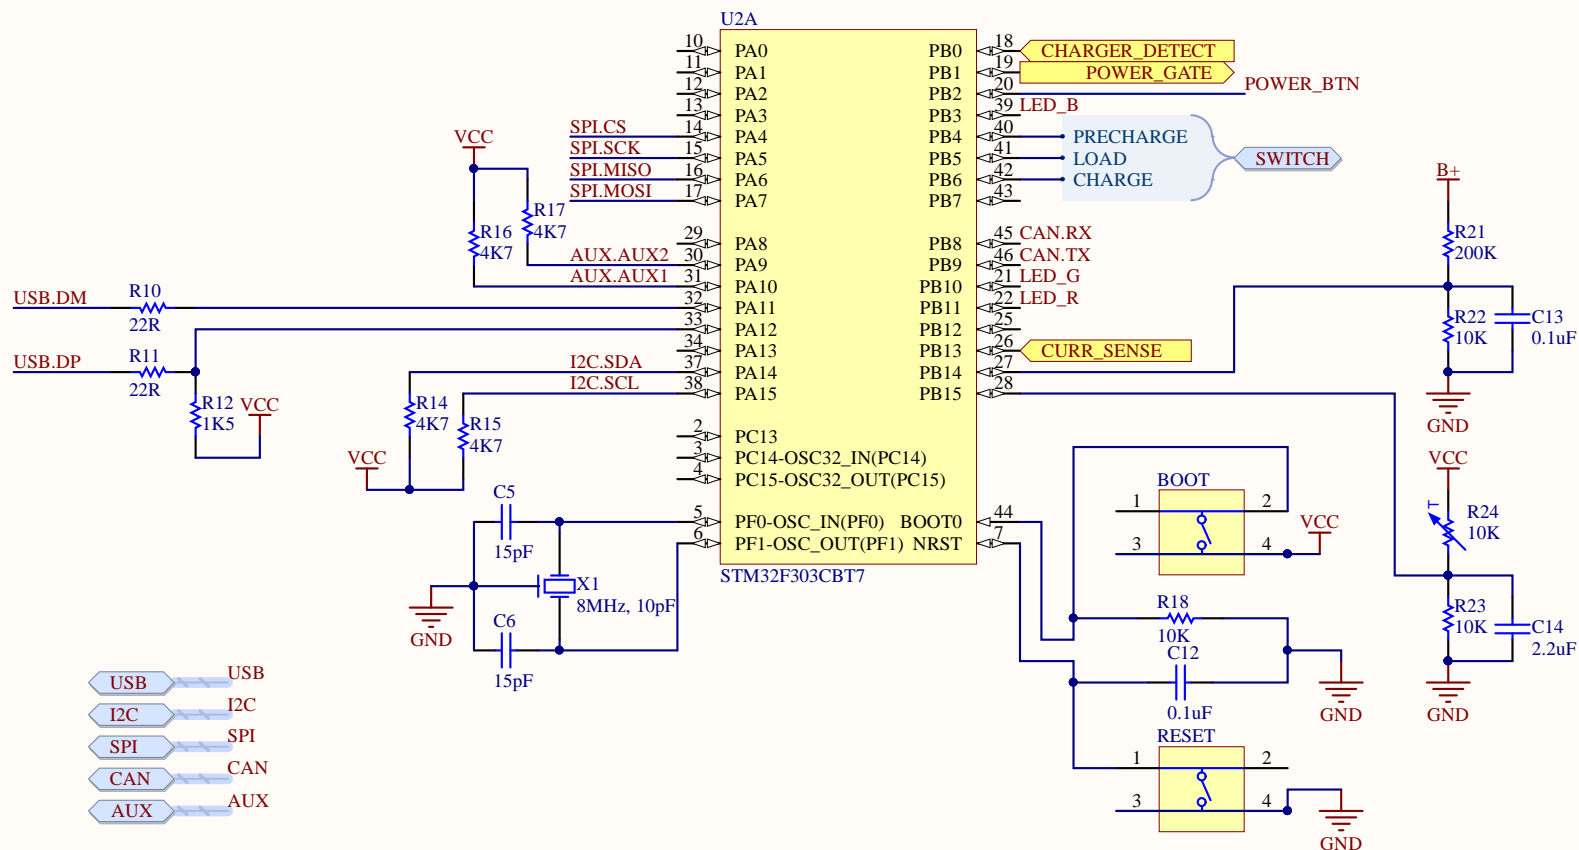 U2A
10 PA0
11 PA1
12 PA2
13 PA3
SPI.CS 14 PA4
SPI.SCK 15 PA5
SPI.MISO 16 PA6
SPI.MOSI 17 PA7
29 PA8
AUX.AUX2 30 PA9
AUX.AUX1 31 PA10
32 PA11
33 PA12
34 PA13
I2C.SDA 37 PA14
I2C.SCL 38 PA15
2 PC13
3 PC14-OSC32_IN(PC14)
4 PC15-OSC32_OUT(PC15)
5 PF0-OSC_IN(PF0)
6 PF1-OSC_OUT(PF1)
PB0 18 CHARGER_DETECT
PB1 19 POWER_GATE
PB2 20 POWER_BTN
PB3 39 LED_B
PB4 40 PRECHARGE
PB5 41 LOAD
PB6 42 CHARGE
PB7 43
SWITCH
PB8 45 CAN.RX
PB9 46 CAN.TX
PB10 21 LED_G
PB11 22 LED_R
PB12 25
PB13 26 CURR_SENSE
PB14 27
PB15 28
BOOT0 44
NRST 7
STM32F303CBT7
VCC
R17
4K7
R16
4K7
USB.DM
R10
22R
USB.DP
R11
22R
R12
1K5
VCC
R14
4K7
R15
4K7
VCC
C5
15pF
X1
8MHz, 10pF
GND
C6
15pF
USB USB
I2C I2C
SPI SPI
CAN CAN
AUX AUX
B+
R21
200K
R22
10K
C13
0.1uF
GND
VCC
T
R24
10K
R23
10K
C14
2.2uF
GND
BOOT
1 2
3 4
VCC
R18
10K
C12
0.1uF
GND
RESET
1 2
3 4
GND